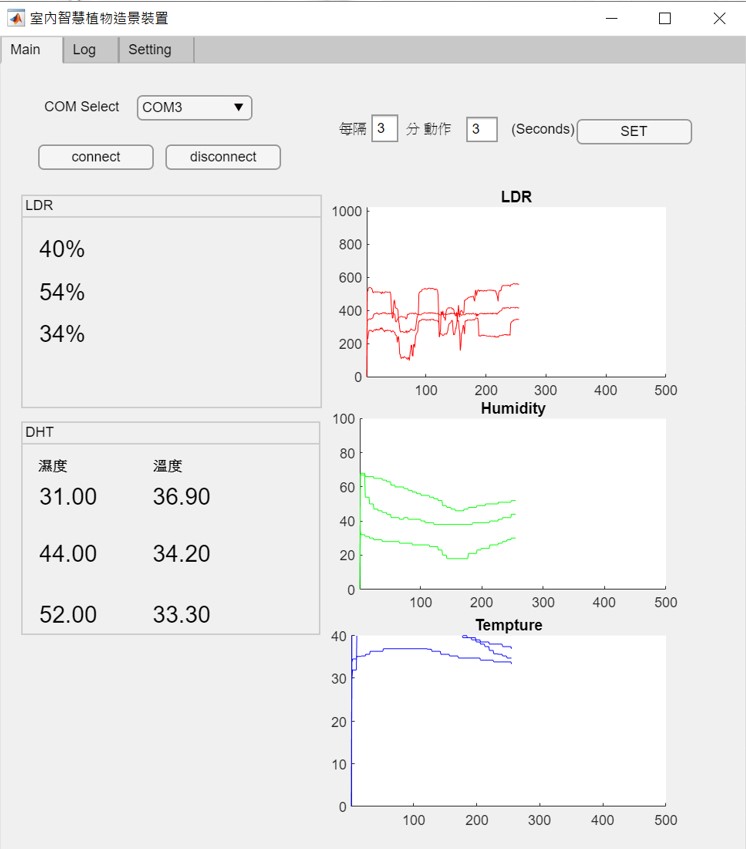 室內智慧植物造景裝置
Main Log Setting
COM Select COM3
每隔 3 分 動作 3 (Seconds) SET
connect disconnect
LDR
40%
54%
34%
DHT
濕度 溫度
31.00 36.90
44.00 34.20
52.00 33.30
LDR
1000
800
600
400
200
0
100 200 300 400 500
Humidity
100
80
60
40
20
0
100 200 300 400 500
Tempture
40
30
20
10
0
100 200 300 400 500